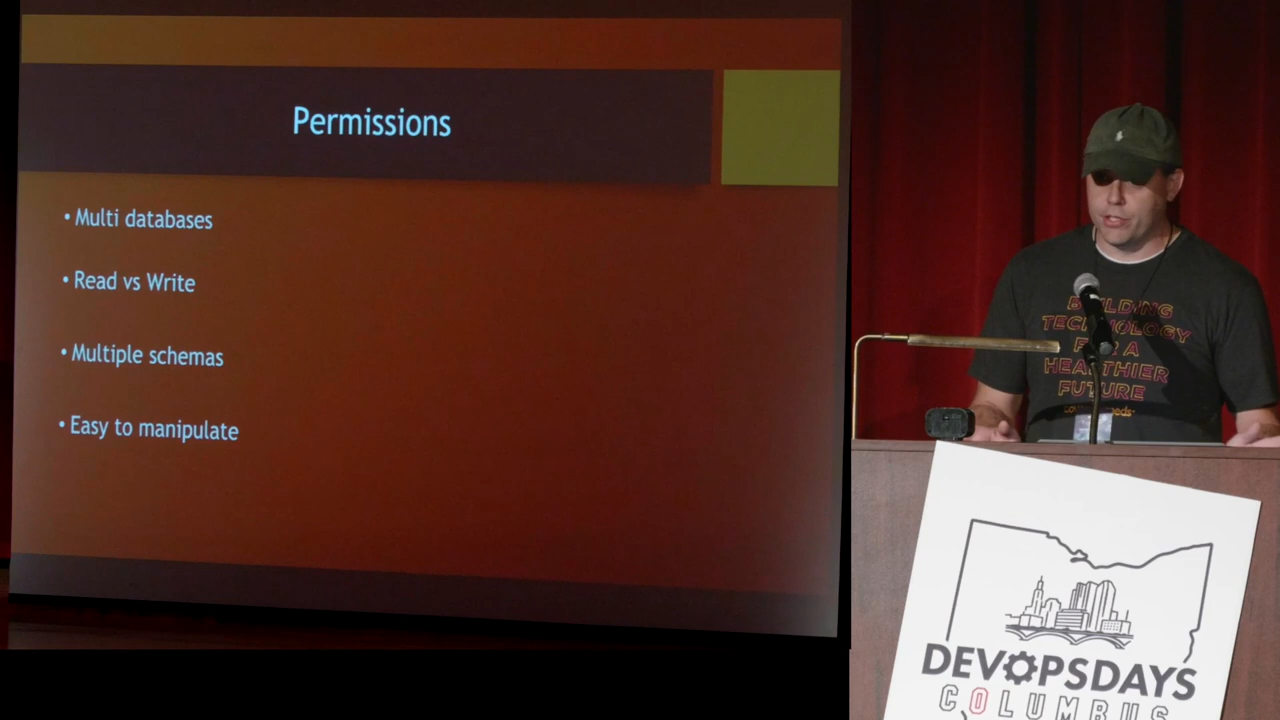 Permissions
• Multi databases
• Read vs Write
• Multiple schemas
• Easy to manipulate
BUILDING
TECHNOLOGY
FOR A
HEALTHIER
FUTURE
DEVOPSDAYS
COLUMBUS